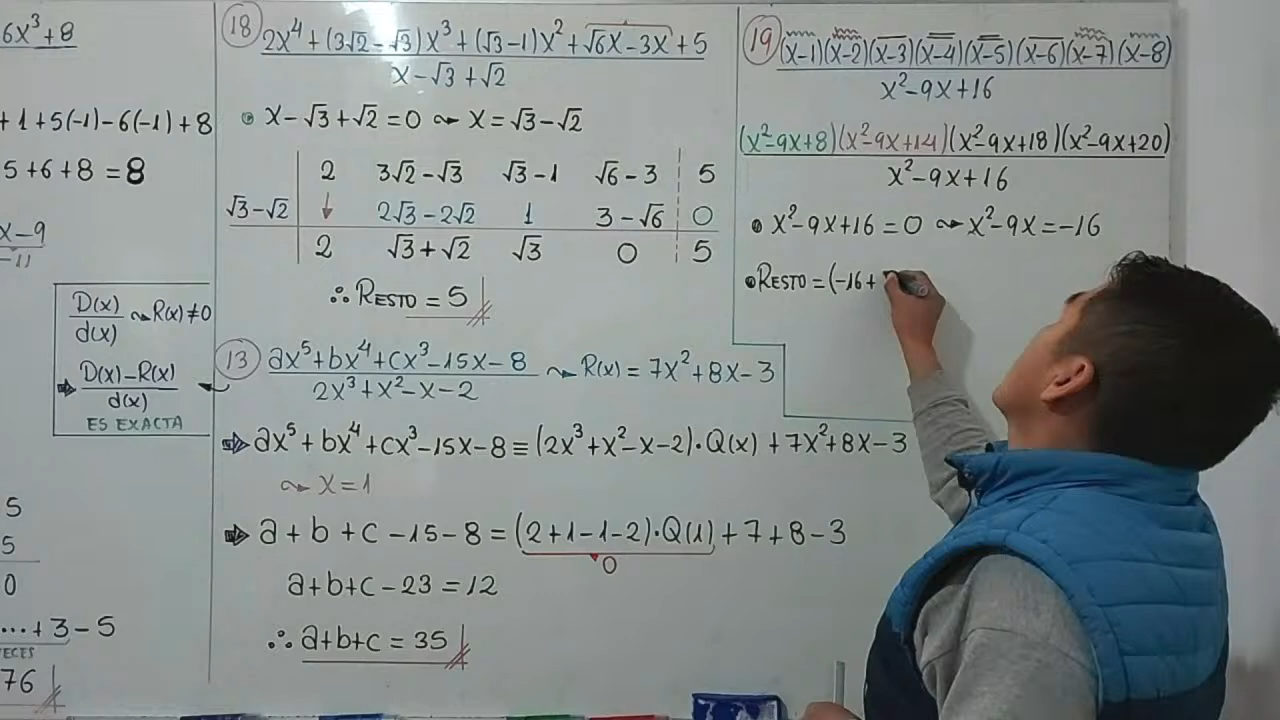 6x³+8
+ 1 + 5(-1) - 6(-1) + 8
5 + 6 + 8 = 8
x-9
-11
D(x)
d(x)
↝ R(x) ≠ 0
⇒ D(x) - R(x)
d(x)
ES EXACTA
5
5
0
...+ 3 - 5
VECES
76
18
2x⁴ + (3√2 - √3)x³ + (√3 - 1)x² + √6x - 3x + 5
x - √3 + √2
• x - √3 + √2 = 0 ↝ x = √3 - √2
2 3√2 - √3 √3 - 1 √6 - 3 5
√3 - √2 ↓ 2√3 - 2√2 1 3 - √6 0
2 √3 + √2 √3 0 5
∴ RESTO = 5
13
ax⁵ + bx⁴ + cx³ - 15x - 8
2x³ + x² - x - 2
↝ R(x) = 7x² + 8x - 3
⇒ ax⁵ + bx⁴ + cx³ - 15x - 8 ≡ (2x³ + x² - x - 2)·Q(x) + 7x² + 8x - 3
↝ x = 1
⇒ a + b + c - 15 - 8 = (2 + 1 - 1 - 2)·Q(1) + 7 + 8 - 3
0
a + b + c - 23 = 12
∴ a + b + c = 35
19
(x-1)(x-2)(x-3)(x-4)(x-5)(x-6)(x-7)(x-8)
x² - 9x + 16
(x² - 9x + 8)(x² - 9x + 14)(x² - 9x + 18)(x² - 9x + 20)
x² - 9x + 16
• x² - 9x + 16 = 0 ↝ x² - 9x = -16
• RESTO = (-16 +